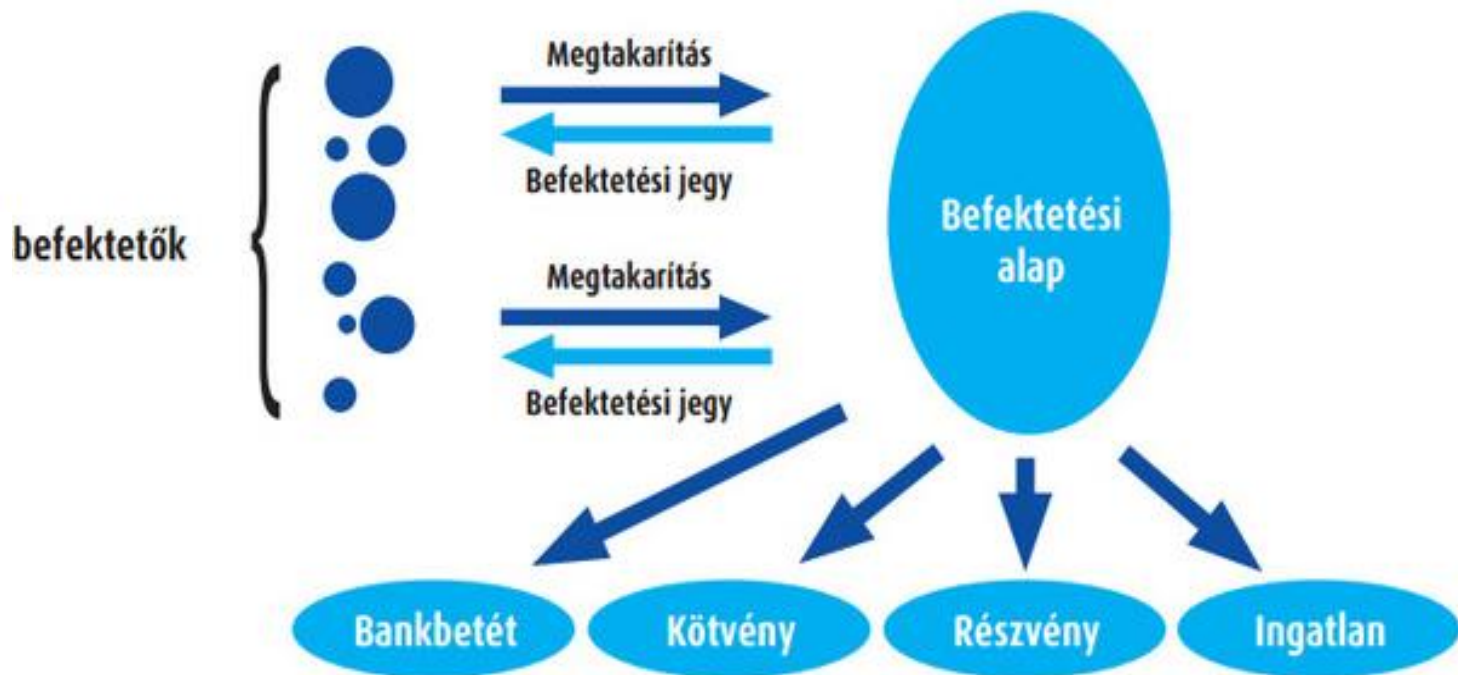 Megtakarítás
Befektetési jegy
befektetők
Megtakarítás
Befektetési jegy
Befektetési
alap
Bankbetét
Kötvény
Részvény
Ingatlan